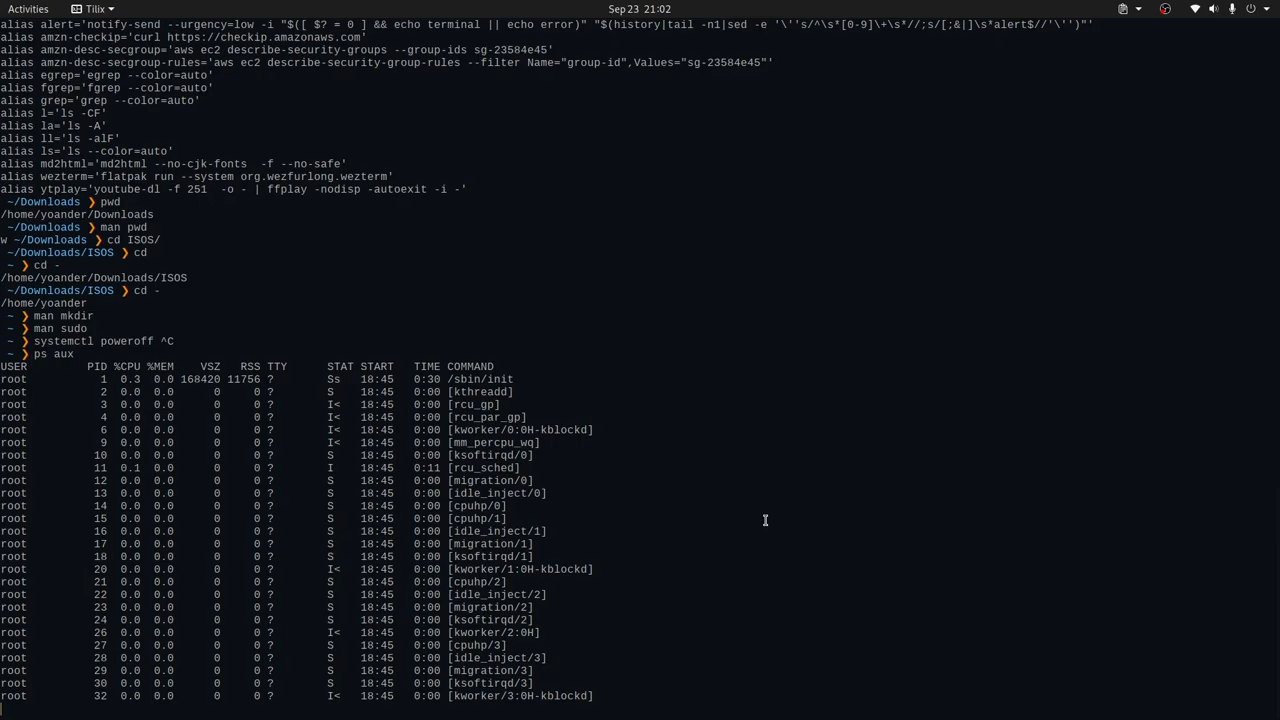 Activities Tilix Sep 23 21:02
alias alert='notify-send --urgency=low -i "$([ $? = 0 ] && echo terminal || echo error)" "$(history|tail -n1|sed -e '\''s/^\s*[0-9]\+\s*//;s/[;&|]\s*alert$//'\'')"'
alias amzn-checkip='curl https://checkip.amazonaws.com'
alias amzn-desc-secgroup='aws ec2 describe-security-groups --group-ids sg-23584e45'
alias amzn-desc-secgroup-rules='aws ec2 describe-security-group-rules --filter Name="group-id",Values="sg-23584e45"'
alias egrep='egrep --color=auto'
alias fgrep='fgrep --color=auto'
alias grep='grep --color=auto'
alias l='ls -CF'
alias la='ls -A'
alias ll='ls -alF'
alias ls='ls --color=auto'
alias md2html='md2html --no-cjk-fonts  -f --no-safe'
alias wezterm='flatpak run --system org.wezfurlong.wezterm'
alias ytplay='youtube-dl -f 251  -o - | ffplay -nodisp -autoexit -i -'
~/Downloads ❯ pwd
/home/yoander/Downloads
~/Downloads ❯ man pwd
w ~/Downloads ❯ cd ISOS/
~/Downloads/ISOS ❯ cd
~ ❯ cd -
/home/yoander/Downloads/ISOS
~/Downloads/ISOS ❯ cd -
/home/yoander
~ ❯ man mkdir
~ ❯ man sudo
~ ❯ systemctl poweroff ^C
~ ❯ ps aux
USER PID %CPU %MEM VSZ RSS TTY STAT START TIME COMMAND
root 1 0.3 0.0 168420 11756 ? Ss 18:45 0:30 /sbin/init
root 2 0.0 0.0 0 0 ? S 18:45 0:00 [kthreadd]
root 3 0.0 0.0 0 0 ? I< 18:45 0:00 [rcu_gp]
root 4 0.0 0.0 0 0 ? I< 18:45 0:00 [rcu_par_gp]
root 6 0.0 0.0 0 0 ? I< 18:45 0:00 [kworker/0:0H-kblockd]
root 9 0.0 0.0 0 0 ? I< 18:45 0:00 [mm_percpu_wq]
root 10 0.0 0.0 0 0 ? S 18:45 0:00 [ksoftirqd/0]
root 11 0.1 0.0 0 0 ? I 18:45 0:11 [rcu_sched]
root 12 0.0 0.0 0 0 ? S 18:45 0:00 [migration/0]
root 13 0.0 0.0 0 0 ? S 18:45 0:00 [idle_inject/0]
root 14 0.0 0.0 0 0 ? S 18:45 0:00 [cpuhp/0]
root 15 0.0 0.0 0 0 ? S 18:45 0:00 [cpuhp/1]
root 16 0.0 0.0 0 0 ? S 18:45 0:00 [idle_inject/1]
root 17 0.0 0.0 0 0 ? S 18:45 0:00 [migration/1]
root 18 0.0 0.0 0 0 ? S 18:45 0:00 [ksoftirqd/1]
root 20 0.0 0.0 0 0 ? I< 18:45 0:00 [kworker/1:0H-kblockd]
root 21 0.0 0.0 0 0 ? S 18:45 0:00 [cpuhp/2]
root 22 0.0 0.0 0 0 ? S 18:45 0:00 [idle_inject/2]
root 23 0.0 0.0 0 0 ? S 18:45 0:00 [migration/2]
root 24 0.0 0.0 0 0 ? S 18:45 0:00 [ksoftirqd/2]
root 26 0.0 0.0 0 0 ? I< 18:45 0:00 [kworker/2:0H]
root 27 0.0 0.0 0 0 ? S 18:45 0:00 [cpuhp/3]
root 28 0.0 0.0 0 0 ? S 18:45 0:00 [idle_inject/3]
root 29 0.0 0.0 0 0 ? S 18:45 0:00 [migration/3]
root 30 0.0 0.0 0 0 ? S 18:45 0:00 [ksoftirqd/3]
root 32 0.0 0.0 0 0 ? I< 18:45 0:00 [kworker/3:0H-kblockd]